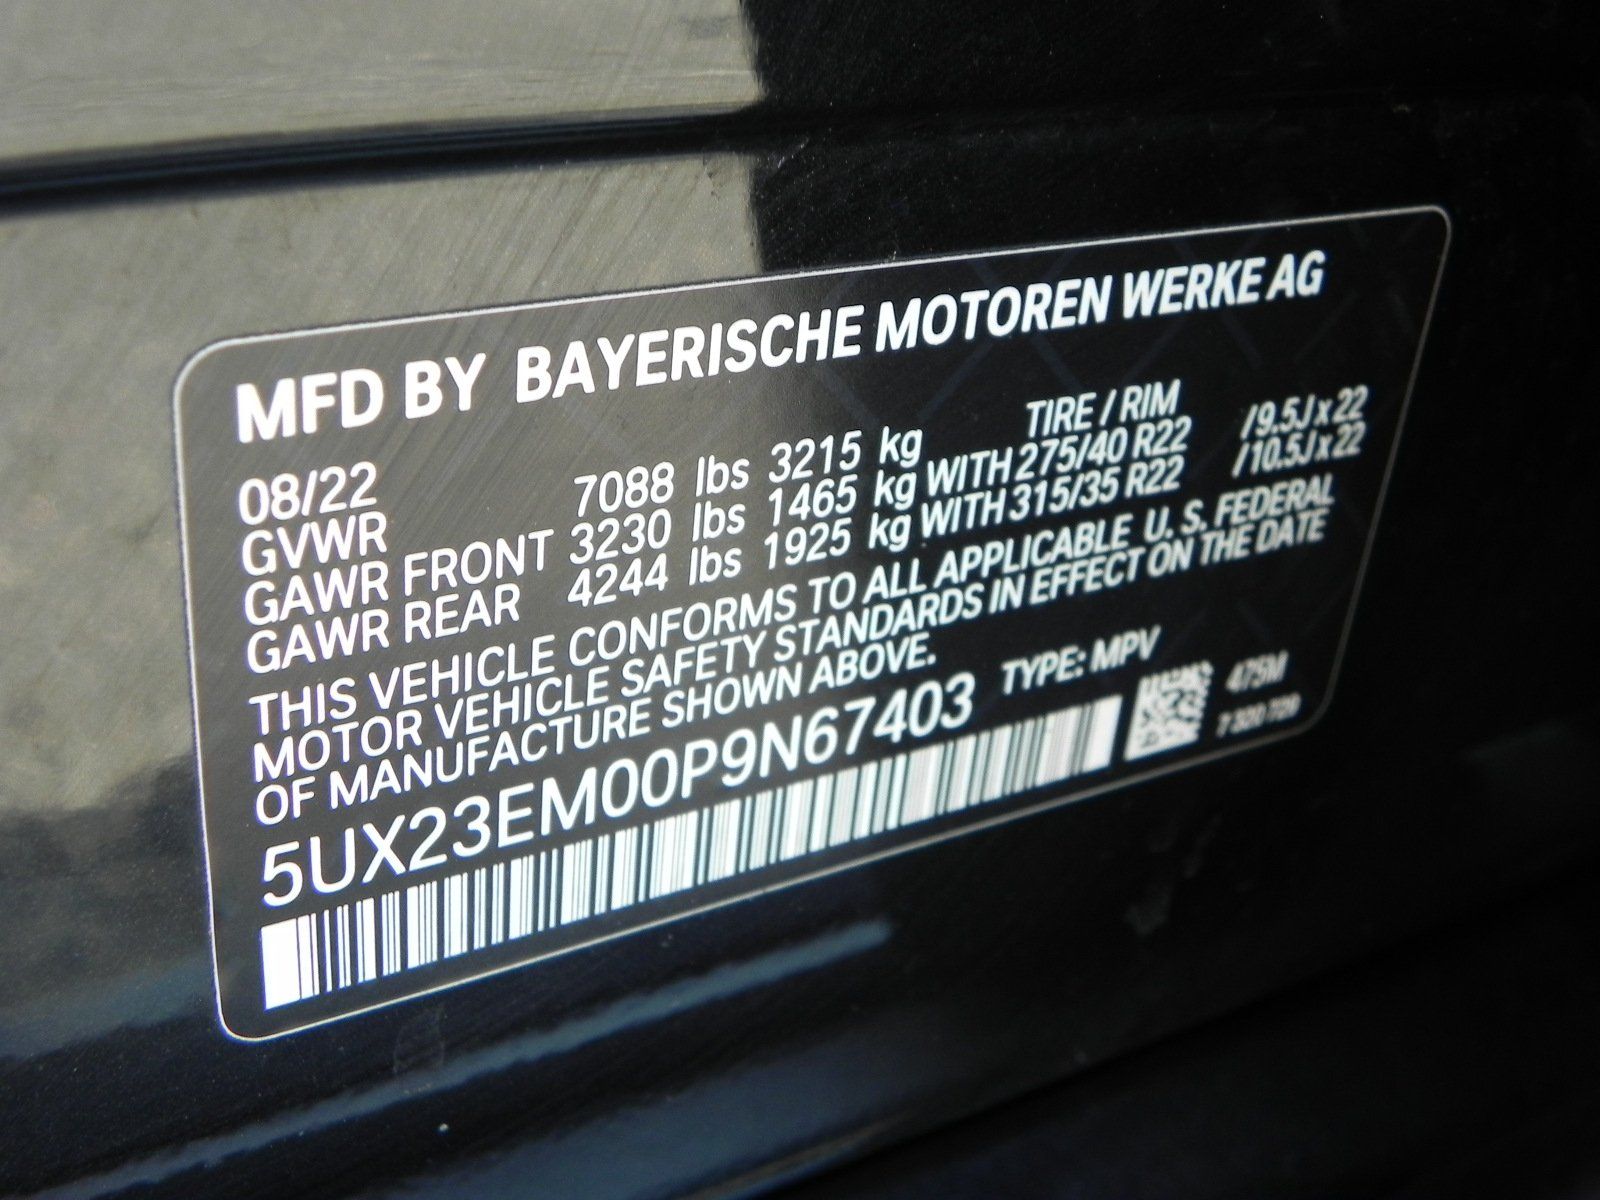 MFD BY BAYERISCHE MOTOREN WERKE AG
08/22 TIRE / RIM
GVWR 7088 lbs 3215 kg
GAWR FRONT 3230 lbs 1465 kg WITH 275/40 R22 /9.5J x 22
GAWR REAR 4244 lbs 1925 kg WITH 315/35 R22 /10.5J x 22
THIS VEHICLE CONFORMS TO ALL APPLICABLE U. S. FEDERAL
MOTOR VEHICLE SAFETY STANDARDS IN EFFECT ON THE DATE
OF MANUFACTURE SHOWN ABOVE.
5UX23EM00P9N67403 TYPE: MPV
475M
7 320 729